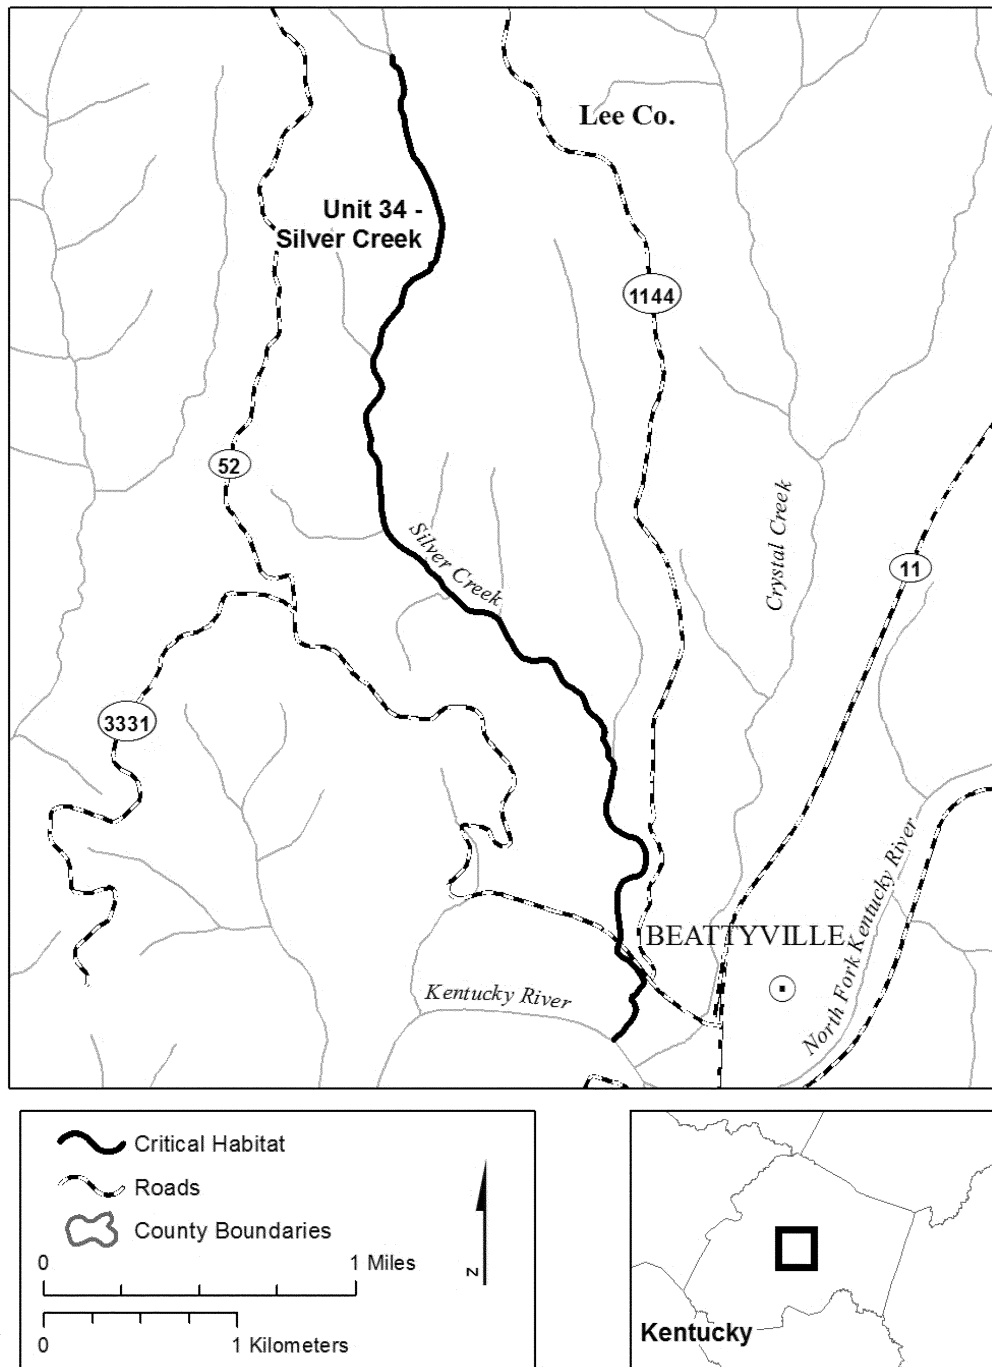 Lee Co.
Unit 34 -
Silver Creek
1144
52
Silver Creek
Crystal Creek
11
3331
BEATTYVILLE
Kentucky River
North Fork Kentucky River
Critical Habitat
Roads
County Boundaries
0 1 Miles
0 1 Kilometers
N
Kentucky